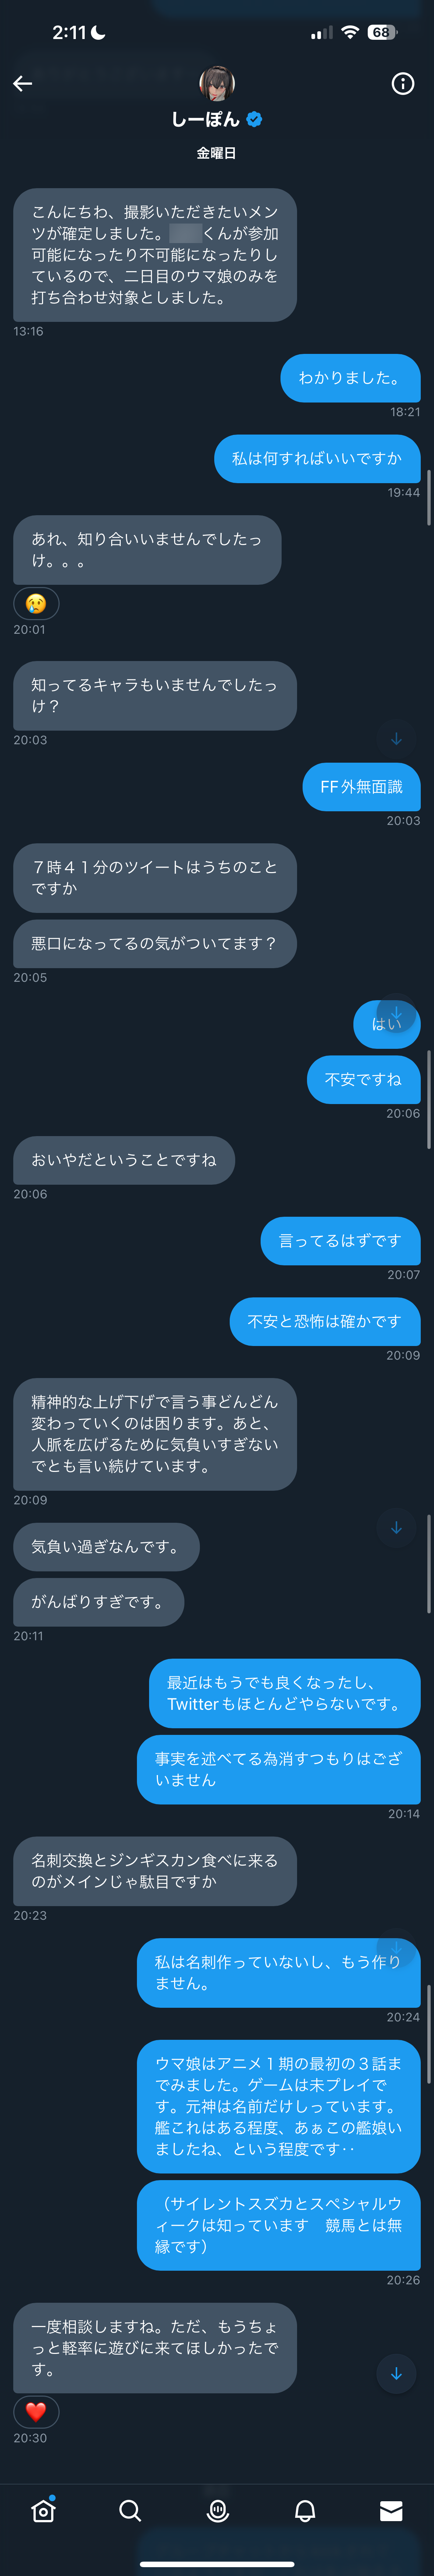 2:11
68
しーぽん
金曜日
こんにちわ、撮影いただきたいメン
ツが確定しました。くんが参加
可能になったり不可能になったりし
ているので、二日目のウマ娘のみを
打ち合わせ対象としました。
13:16
わかりました。
18:21
私は何すればいいですか
19:44
あれ、知り合いいませんでしたっ
け。。。
😢
20:01
知ってるキャラもいませんでしたっ
け？
20:03
FF外無面識
20:03
７時４１分のツイートはうちのこと
ですか
悪口になってるの気がついてます？
20:05
はい
不安ですね
20:06
おいやだということですね
20:06
言ってるはずです
20:07
不安と恐怖は確かです
20:09
精神的な上げ下げで言う事どんどん
変わっていくのは困ります。あと、
人脈を広げるために気負いすぎない
でとも言い続けています。
20:09
気負い過ぎなんです。
がんばりすぎです。
20:11
最近はもうでも良くなったし、
Twitterもほとんどやらないです。
事実を述べてる為消すつもりはござ
いません
20:14
名刺交換とジンギスカン食べに来る
のがメインじゃ駄目ですか
20:23
私は名刺作っていないし、もう作り
ません。
20:24
ウマ娘はアニメ１期の最初の３話ま
でみました。ゲームは未プレイで
す。元神は名前だけしっています。
艦これはある程度、あぁこの艦娘い
ましたね、という程度です‥
（サイレントスズカとスペシャルウ
ィークは知っています　競馬とは無
縁です）
20:26
一度相談しますね。ただ、もうちょ
っと軽率に遊びに来てほしかったで
す。
❤️
20:30